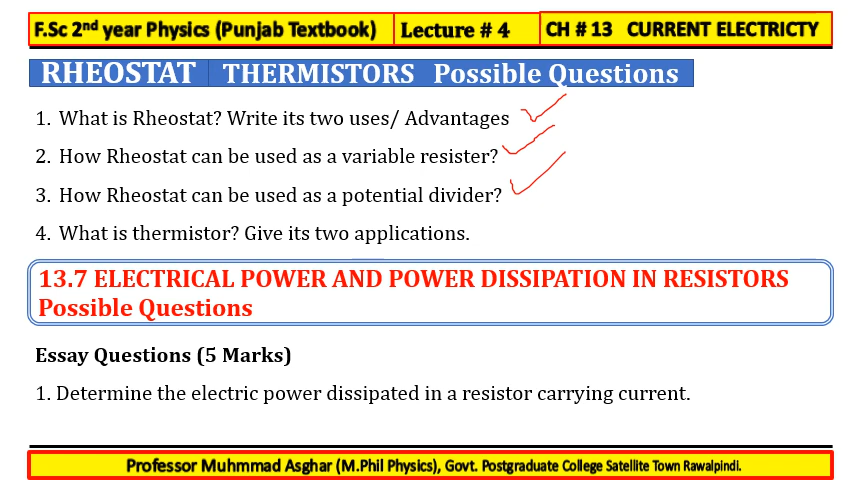 F.Sc 2nd year Physics (Punjab Textbook) Lecture # 4 CH # 13 CURRENT ELECTRICTY
RHEOSTAT THERMISTORS Possible Questions
1. What is Rheostat? Write its two uses/ Advantages
2. How Rheostat can be used as a variable resister?
3. How Rheostat can be used as a potential divider?
4. What is thermistor? Give its two applications.
13.7 ELECTRICAL POWER AND POWER DISSIPATION IN RESISTORS
Possible Questions
Essay Questions (5 Marks)
1. Determine the electric power dissipated in a resistor carrying current.
Professor Muhmmad Asghar (M.Phil Physics), Govt. Postgraduate College Satellite Town Rawalpindi.